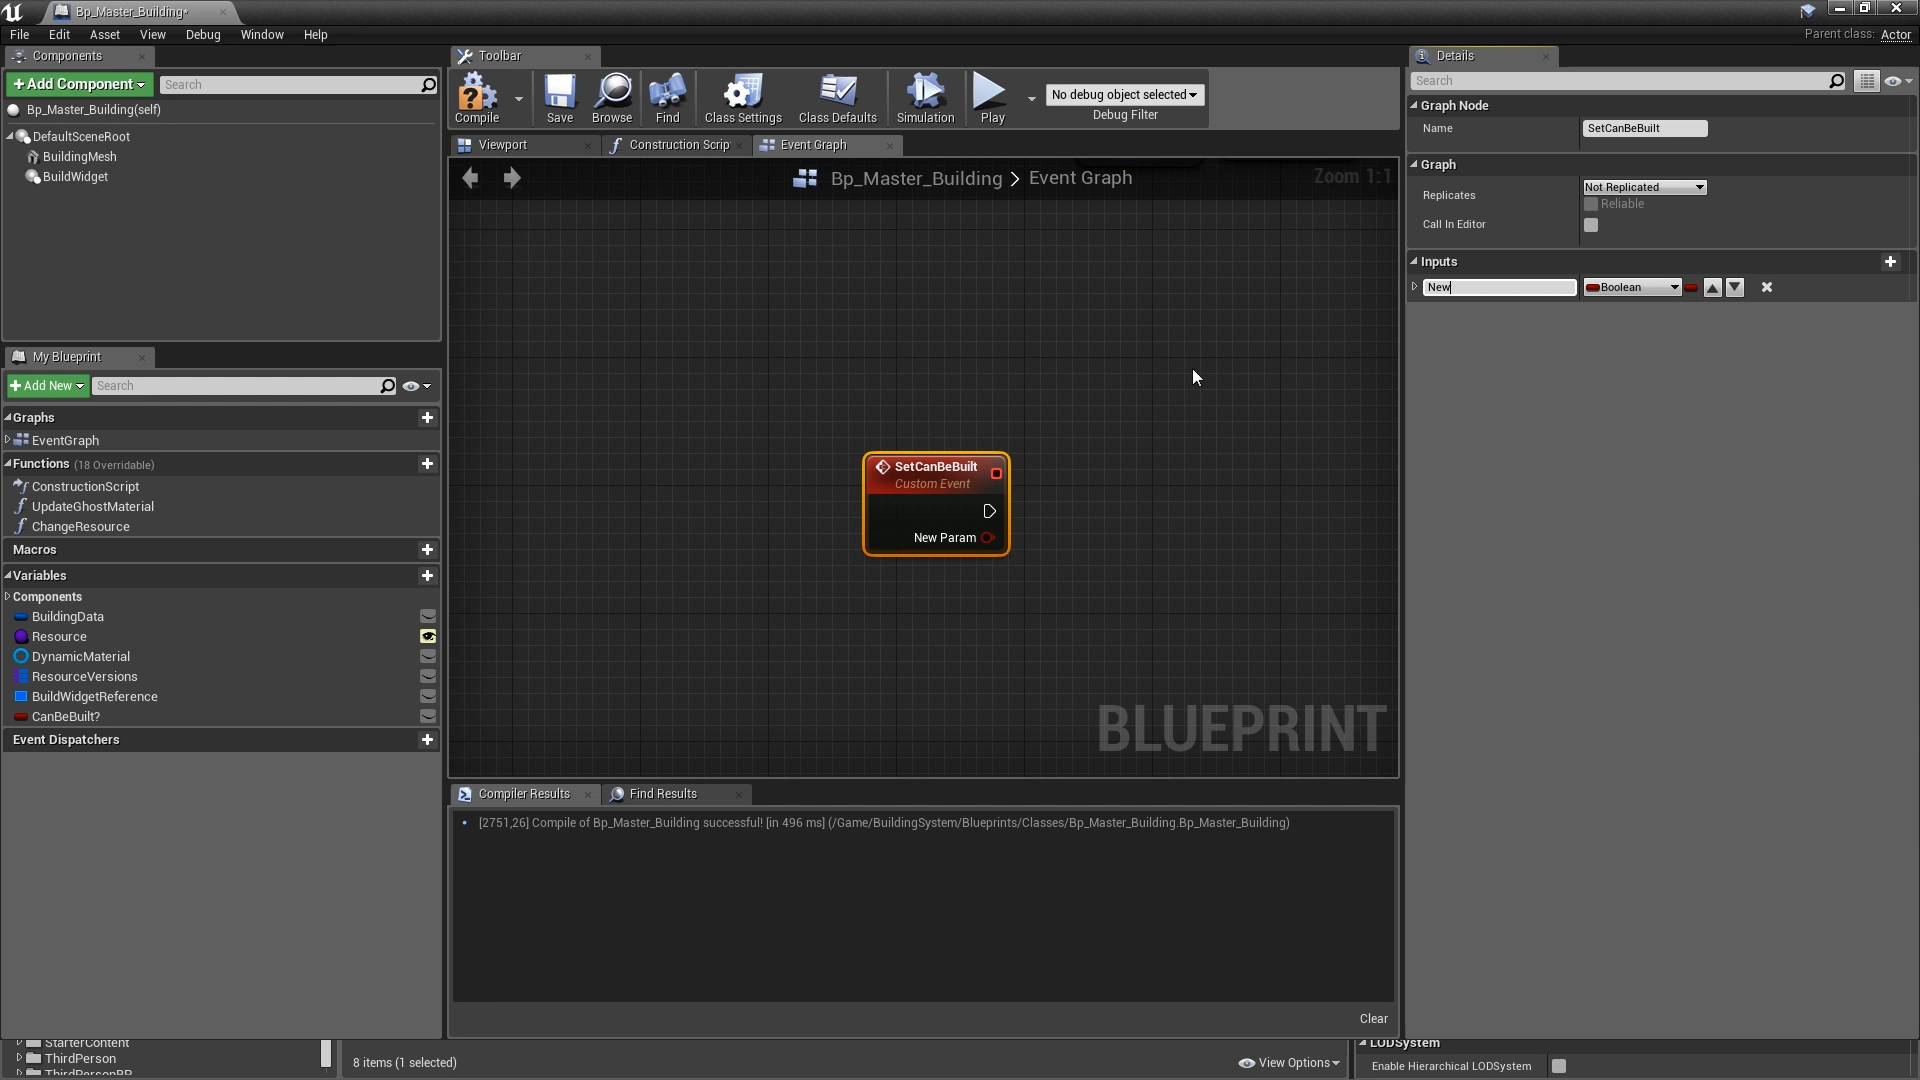 Bp_Master_Building*
File Edit Asset View Debug Window Help
Parent class: Actor
Components
+ Add Component
Search
Bp_Master_Building(self)
DefaultSceneRoot
BuildingMesh
BuildWidget
My Blueprint
+ Add New
Search
Graphs
EventGraph
Functions (18 Overridable)
ConstructionScript
UpdateGhostMaterial
ChangeResource
Macros
Variables
Components
BuildingData
Resource
DynamicMaterial
ResourceVersions
BuildWidgetReference
CanBeBuilt?
Event Dispatchers
StarterContent
ThirdPerson
ThirdPersonBP
Toolbar
Compile
Save
Browse
Find
Class Settings
Class Defaults
Simulation
Play
No debug object selected
Debug Filter
Viewport
Construction Scrip
Event Graph
Bp_Master_Building > Event Graph
Zoom 1:1
SetCanBeBuilt
Custom Event
New Param
BLUEPRINT
Compiler Results
Find Results
• [2751,26] Compile of Bp_Master_Building successful! [in 496 ms] (/Game/BuildingSystem/Blueprints/Classes/Bp_Master_Building.Bp_Master_Building)
Clear
8 items (1 selected)
View Options
Details
Search
Graph Node
Name SetCanBeBuilt
Graph
Replicates Not Replicated
Reliable
Call In Editor
Inputs
New Boolean
LODSystem
Enable Hierarchical LODSystem